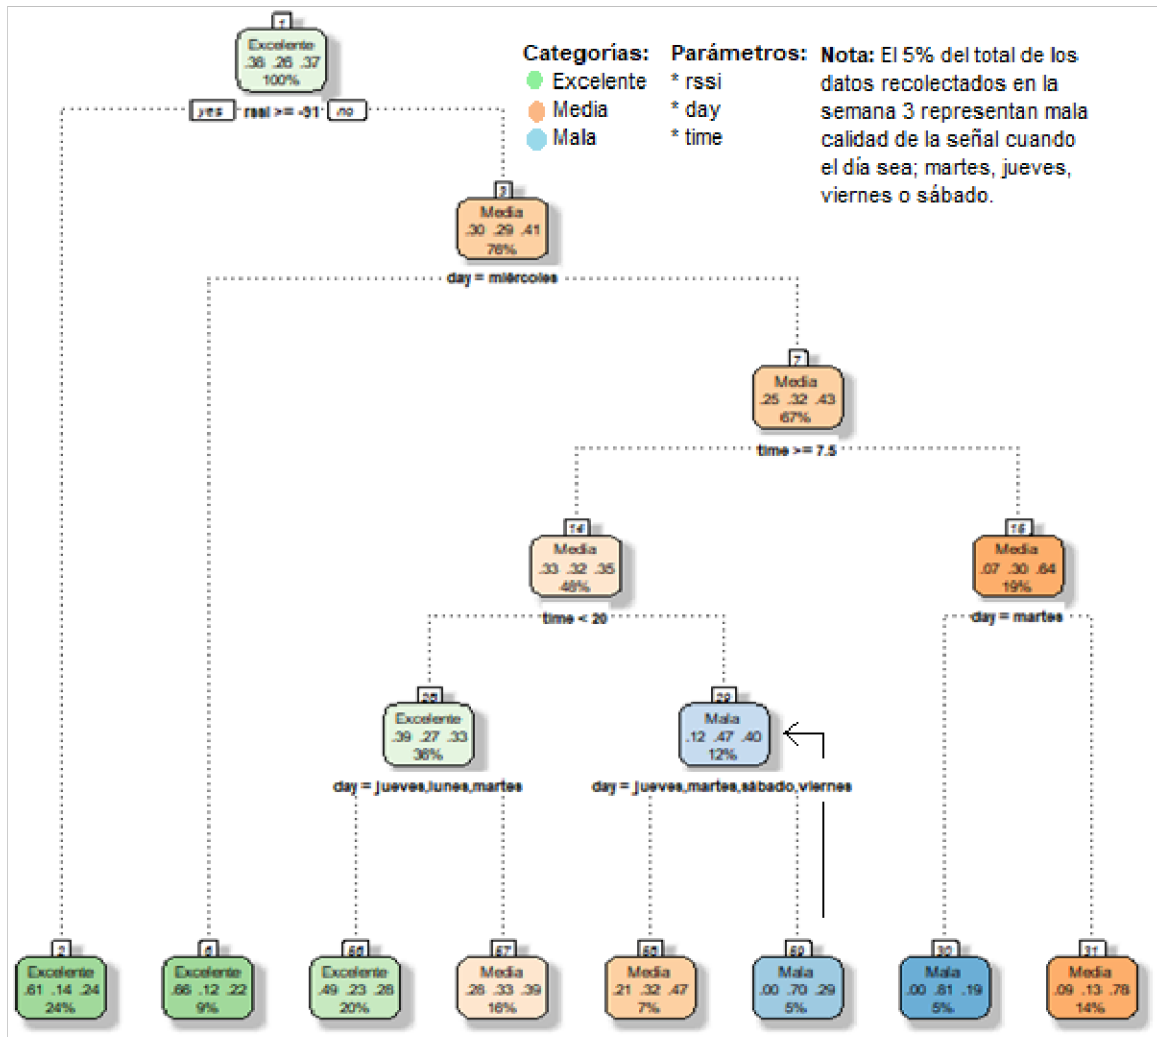 1
Excelente
.38 .26 .37
100%
yes rssi >= -91 no
Categorías:
Excelente
Media
Mala
Parámetros:
* rssi
* day
* time
Nota: El 5% del total de los
datos recolectados en la
semana 3 representan mala
calidad de la señal cuando
el día sea; martes, jueves,
viernes o sábado.
3
Media
.30 .29 .41
76%
day = miércoles
7
Media
.25 .32 .43
67%
time >= 7.5
14
Media
.33 .32 .35
48%
time < 20
15
Media
.07 .30 .64
19%
day = martes
28
Excelente
.39 .27 .33
36%
day = jueves,lunes,martes
29
Mala
.12 .47 .40
12%
day = jueves,martes,sábado,viernes
2
Excelente
.61 .14 .24
24%
6
Excelente
.66 .12 .22
9%
Excelente
.49 .23 .28
20%
57
Media
.28 .33 .39
16%
Media
.21 .32 .47
7%
59
Mala
.00 .70 .29
5%
30
Mala
.00 .81 .19
5%
31
Media
.09 .13 .78
14%